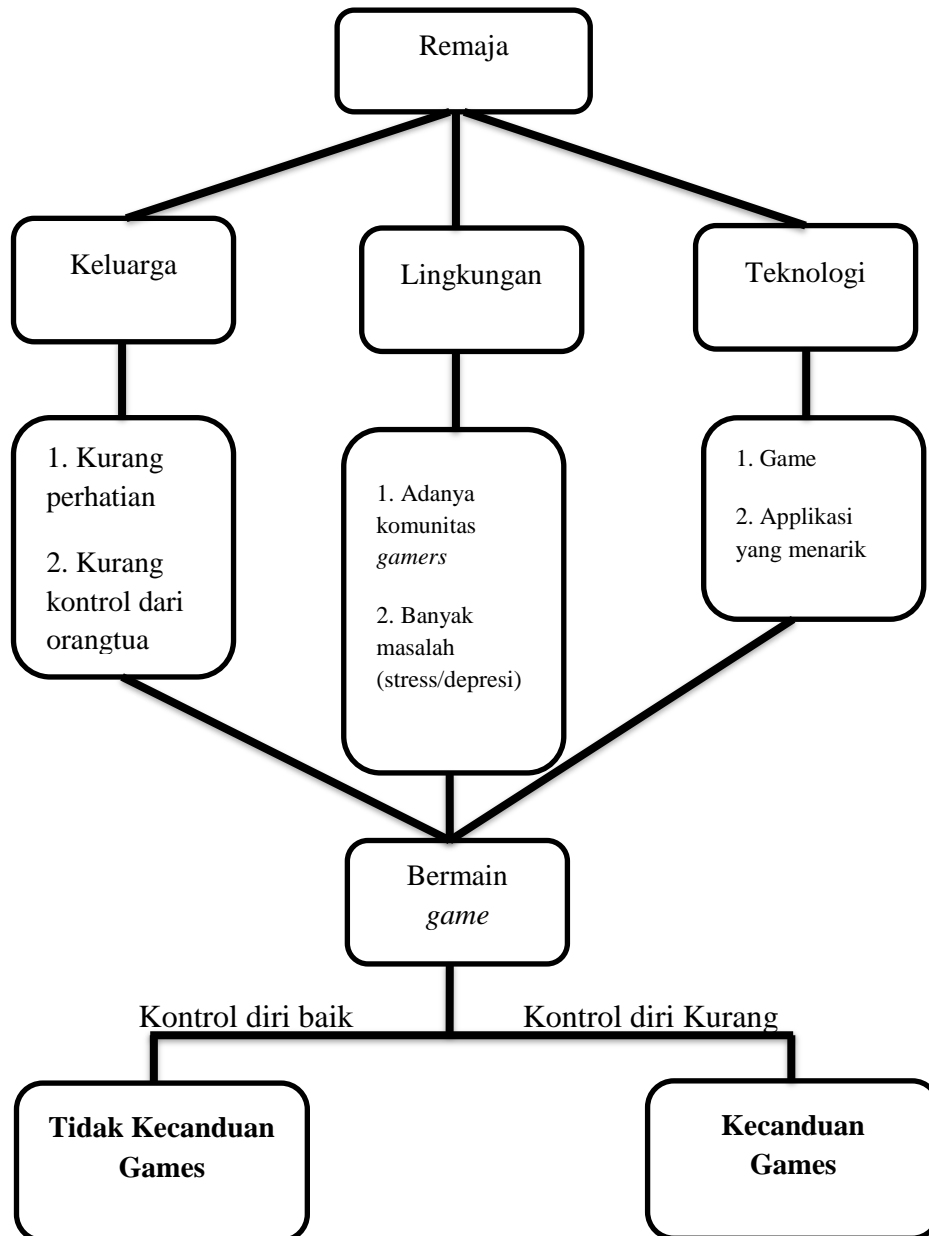 Remaja
Keluarga
Lingkungan
Teknologi
1. Kurang
perhatian
2. Kurang
kontrol dari
orangtua
1. Adanya
komunitas
gamers
2. Banyak
masalah
(stress/depresi)
1. Game
2. Applikasi
yang menarik
Bermain
game
Kontrol diri baik
Kontrol diri Kurang
Tidak Kecanduan
Games
Kecanduan
Games